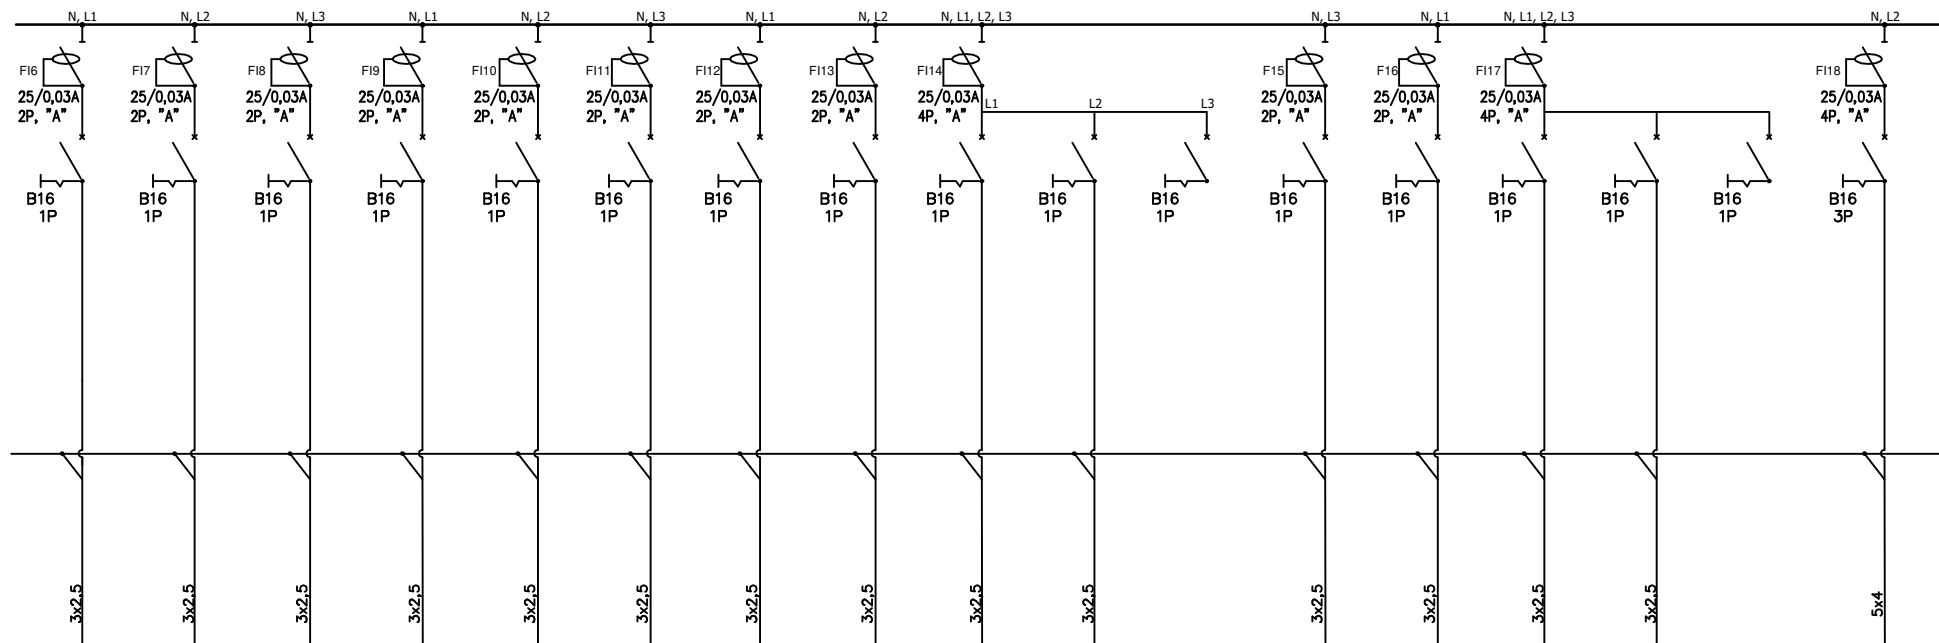 N, L1 N, L2 N, L3 N, L1 N, L2 N, L3 N, L1 N, L2 N, L1, L2, L3 N, L3 N, L1 N, L1, L2, L3 N, L2
FI6 FI7 FI8 FI9 FI10 FI11 FI12 FI13 FI14 F15 F16 FI17 FI18
25/0,03A 25/0,03A 25/0,03A 25/0,03A 25/0,03A 25/0,03A 25/0,03A 25/0,03A 25/0,03A 25/0,03A 25/0,03A 25/0,03A 25/0,03A
L1 L2 L3
2P, "A" 2P, "A" 2P, "A" 2P, "A" 2P, "A" 2P, "A" 2P, "A" 2P, "A" 4P, "A" 2P, "A" 2P, "A" 4P, "A" 4P, "A"
B16 B16 B16 B16 B16 B16 B16 B16 B16 B16 B16 B16 B16 B16 B16 B16 B16
1P 1P 1P 1P 1P 1P 1P 1P 1P 1P 1P 1P 1P 1P 1P 1P 3P
3x2,5 3x2,5 3x2,5 3x2,5 3x2,5 3x2,5 3x2,5 3x2,5 3x2,5 3x2,5 3x2,5 3x2,5 3x2,5 3x2,5 5x4